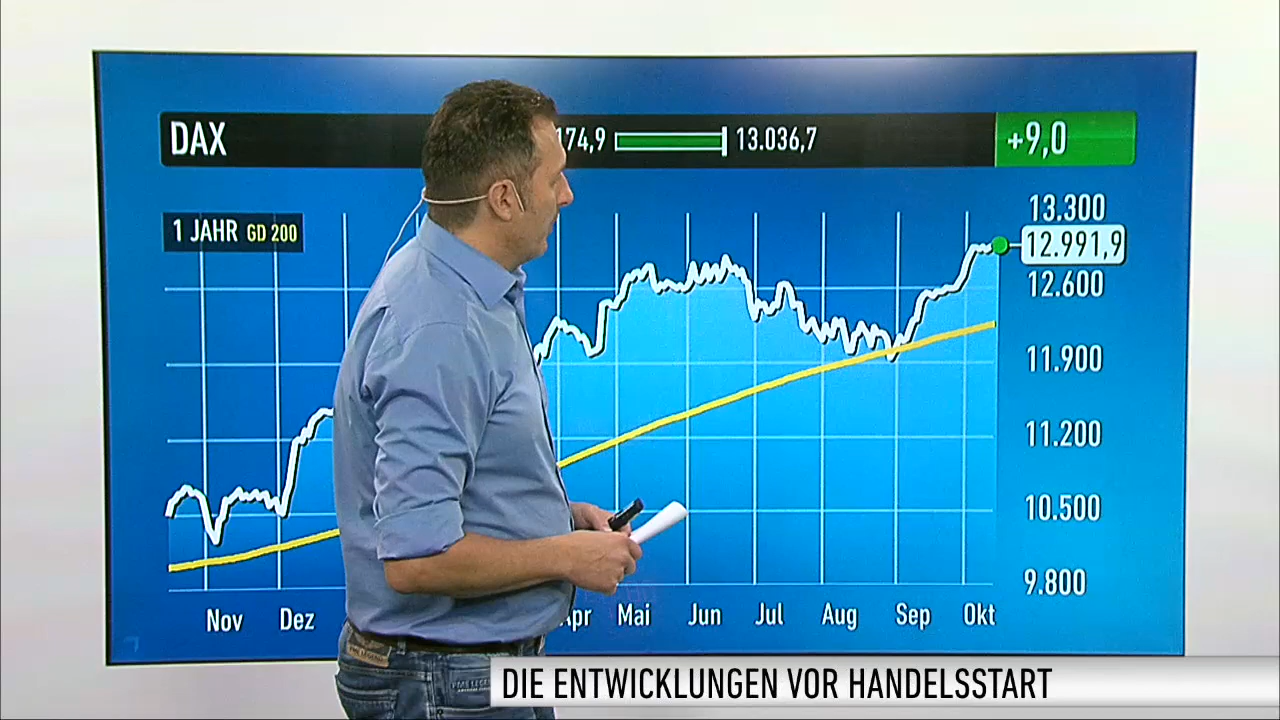 DAX
174,9
13.036,7
+9,0
1 JAHR GD 200
13.300
12.991,9
12.600
11.900
11.200
10.500
9.800
Nov Dez Apr Mai Jun Jul Aug Sep Okt
DIE ENTWICKLUNGEN VOR HANDELSSTART